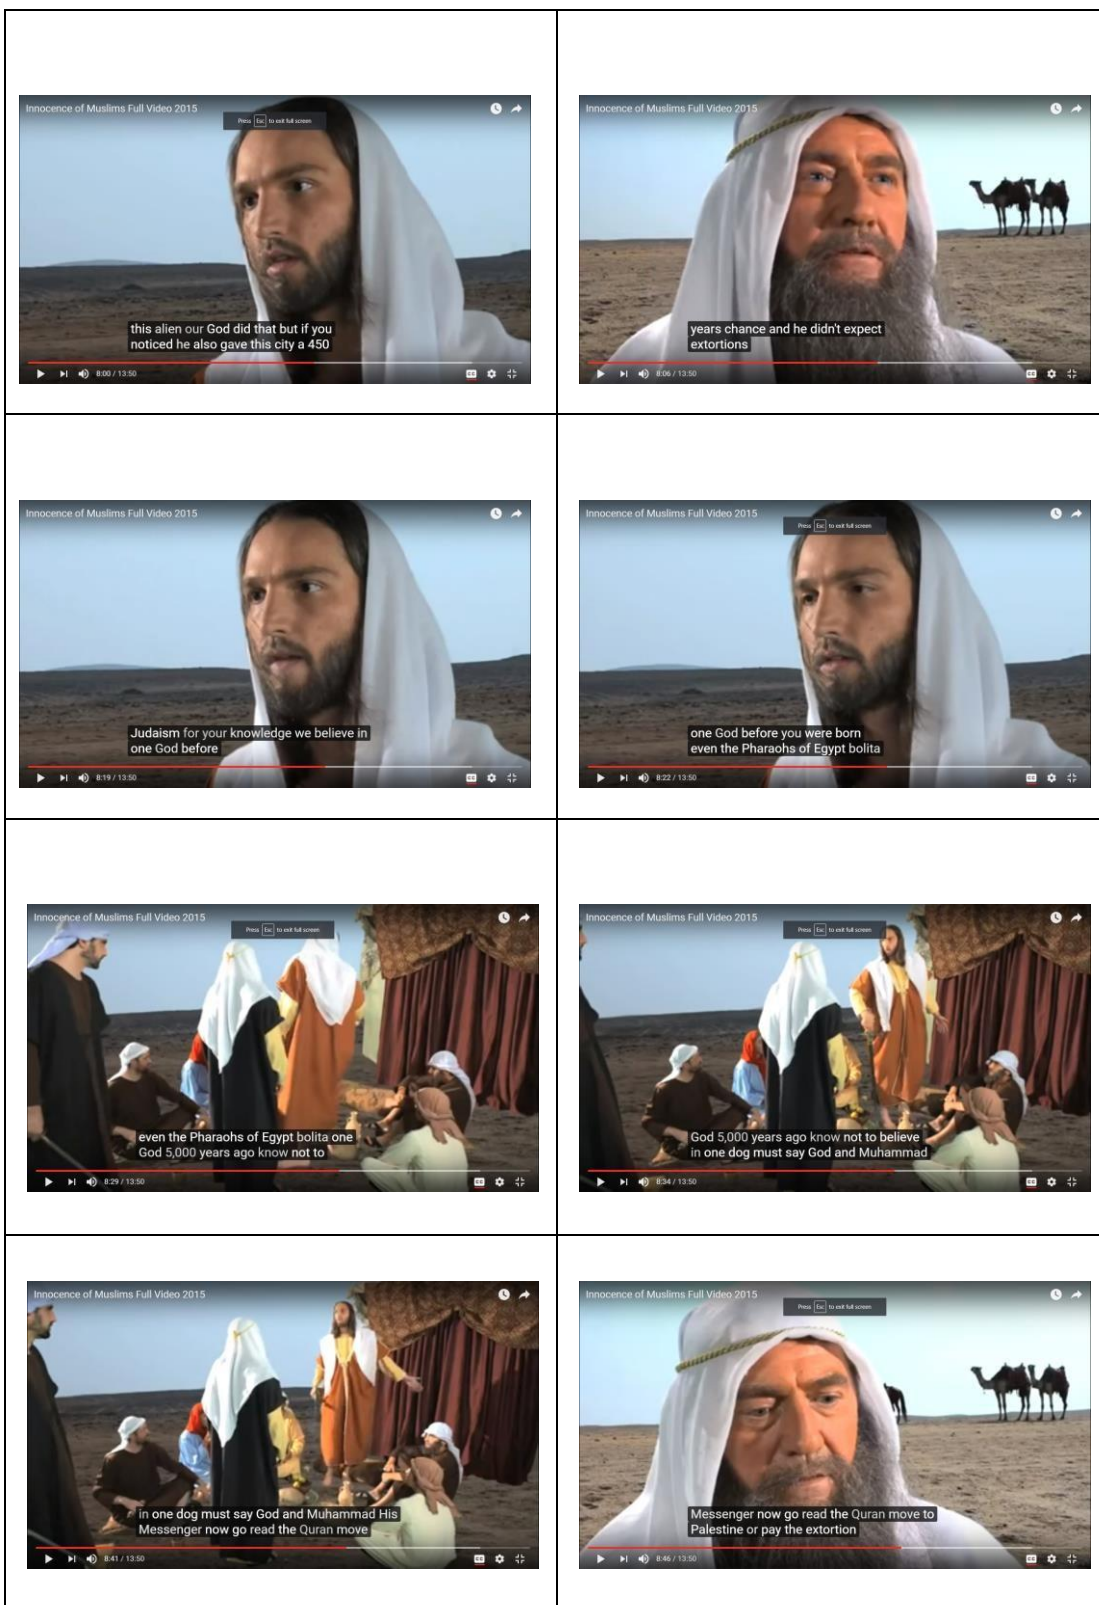 Innocence of Muslims Full Video 2015
Press Esc to exit full screen
this alien our God did that but if you
noticed he also gave this city a 450
8:00 / 13:50
Innocence of Muslims Full Video 2015
years chance and he didn't expect
extortions
8:06 / 13:50
Innocence of Muslims Full Video 2015
Judaism for your knowledge we believe in
one God before
8:19 / 13:50
Innocence of Muslims Full Video 2015
Press Esc to exit full screen
one God before you were born
even the Pharaohs of Egypt bolita
8:22 / 13:50
Innocence of Muslims Full Video 2015
Press Esc to exit full screen
even the Pharaohs of Egypt bolita one
God 5,000 years ago know not to
8:29 / 13:50
Innocence of Muslims Full Video 2015
Press Esc to exit full screen
God 5,000 years ago know not to believe
in one dog must say God and Muhammad
8:34 / 13:50
Innocence of Muslims Full Video 2015
in one dog must say God and Muhammad His
Messenger now go read the Quran move
8:41 / 13:50
Innocence of Muslims Full Video 2015
Press Esc to exit full screen
Messenger now go read the Quran move to
Palestine or pay the extortion
8:46 / 13:50